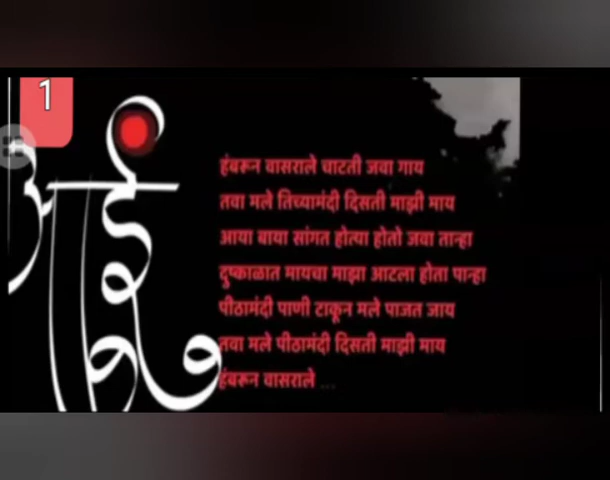 1
आई
हंबरून वासराले चाटती जवा गाय
तवा मले तिच्यामंदी दिसती माझी माय
आया बाया सांगत होत्या होतो जवा तान्हा
दुष्काळात मायचा माझा आटला होता पान्हा
पीठामंदी पाणी टाकून मले पाजत जाय
तवा मले पीठामंदी दिसती माझी माय
हंबरून वासराले ...